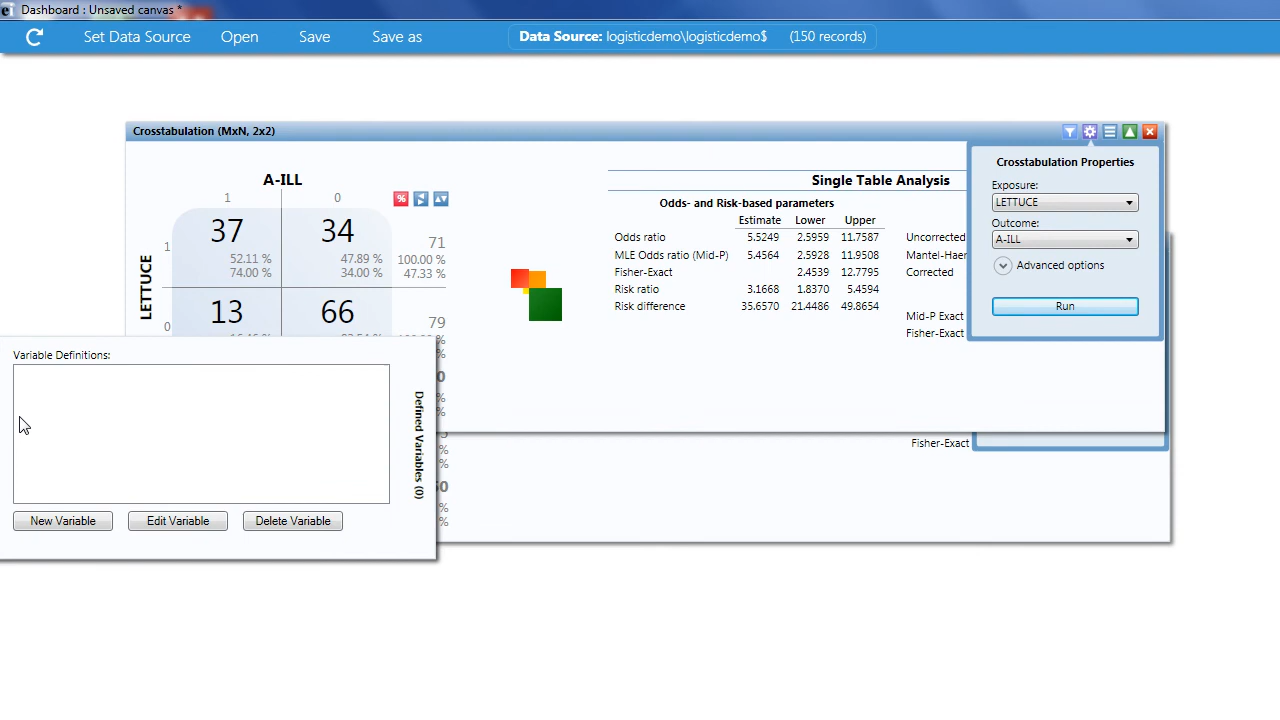 Dashboard : Unsaved canvas *
Set Data Source Open Save Save as Data Source: logisticdemo\logisticdemo$ (150 records)
Crosstabulation (MxN, 2x2)
A-ILL
1 0
LETTUCE
1 37 34 71
52.11 % 47.89 % 100.00 %
74.00 % 34.00 % 47.33 %
0 13 66 79
Single Table Analysis
Odds- and Risk-based parameters
Estimate Lower Upper
Odds ratio 5.5249 2.5959 11.7587 Uncorrected
MLE Odds ratio (Mid-P) 5.4564 2.5928 11.9508
Fisher-Exact 2.4539 12.7795 Corrected
Risk ratio 3.1668 1.8370 5.4594
Risk difference 35.6570 21.4486 49.8654
Mid-P Exact
Fisher-Exact
Crosstabulation Properties
Exposure:
LETTUCE
Outcome:
A-ILL
Advanced options
Run
Variable Definitions:
Defined Variables (0)
New Variable Edit Variable Delete Variable
Fisher-Exact